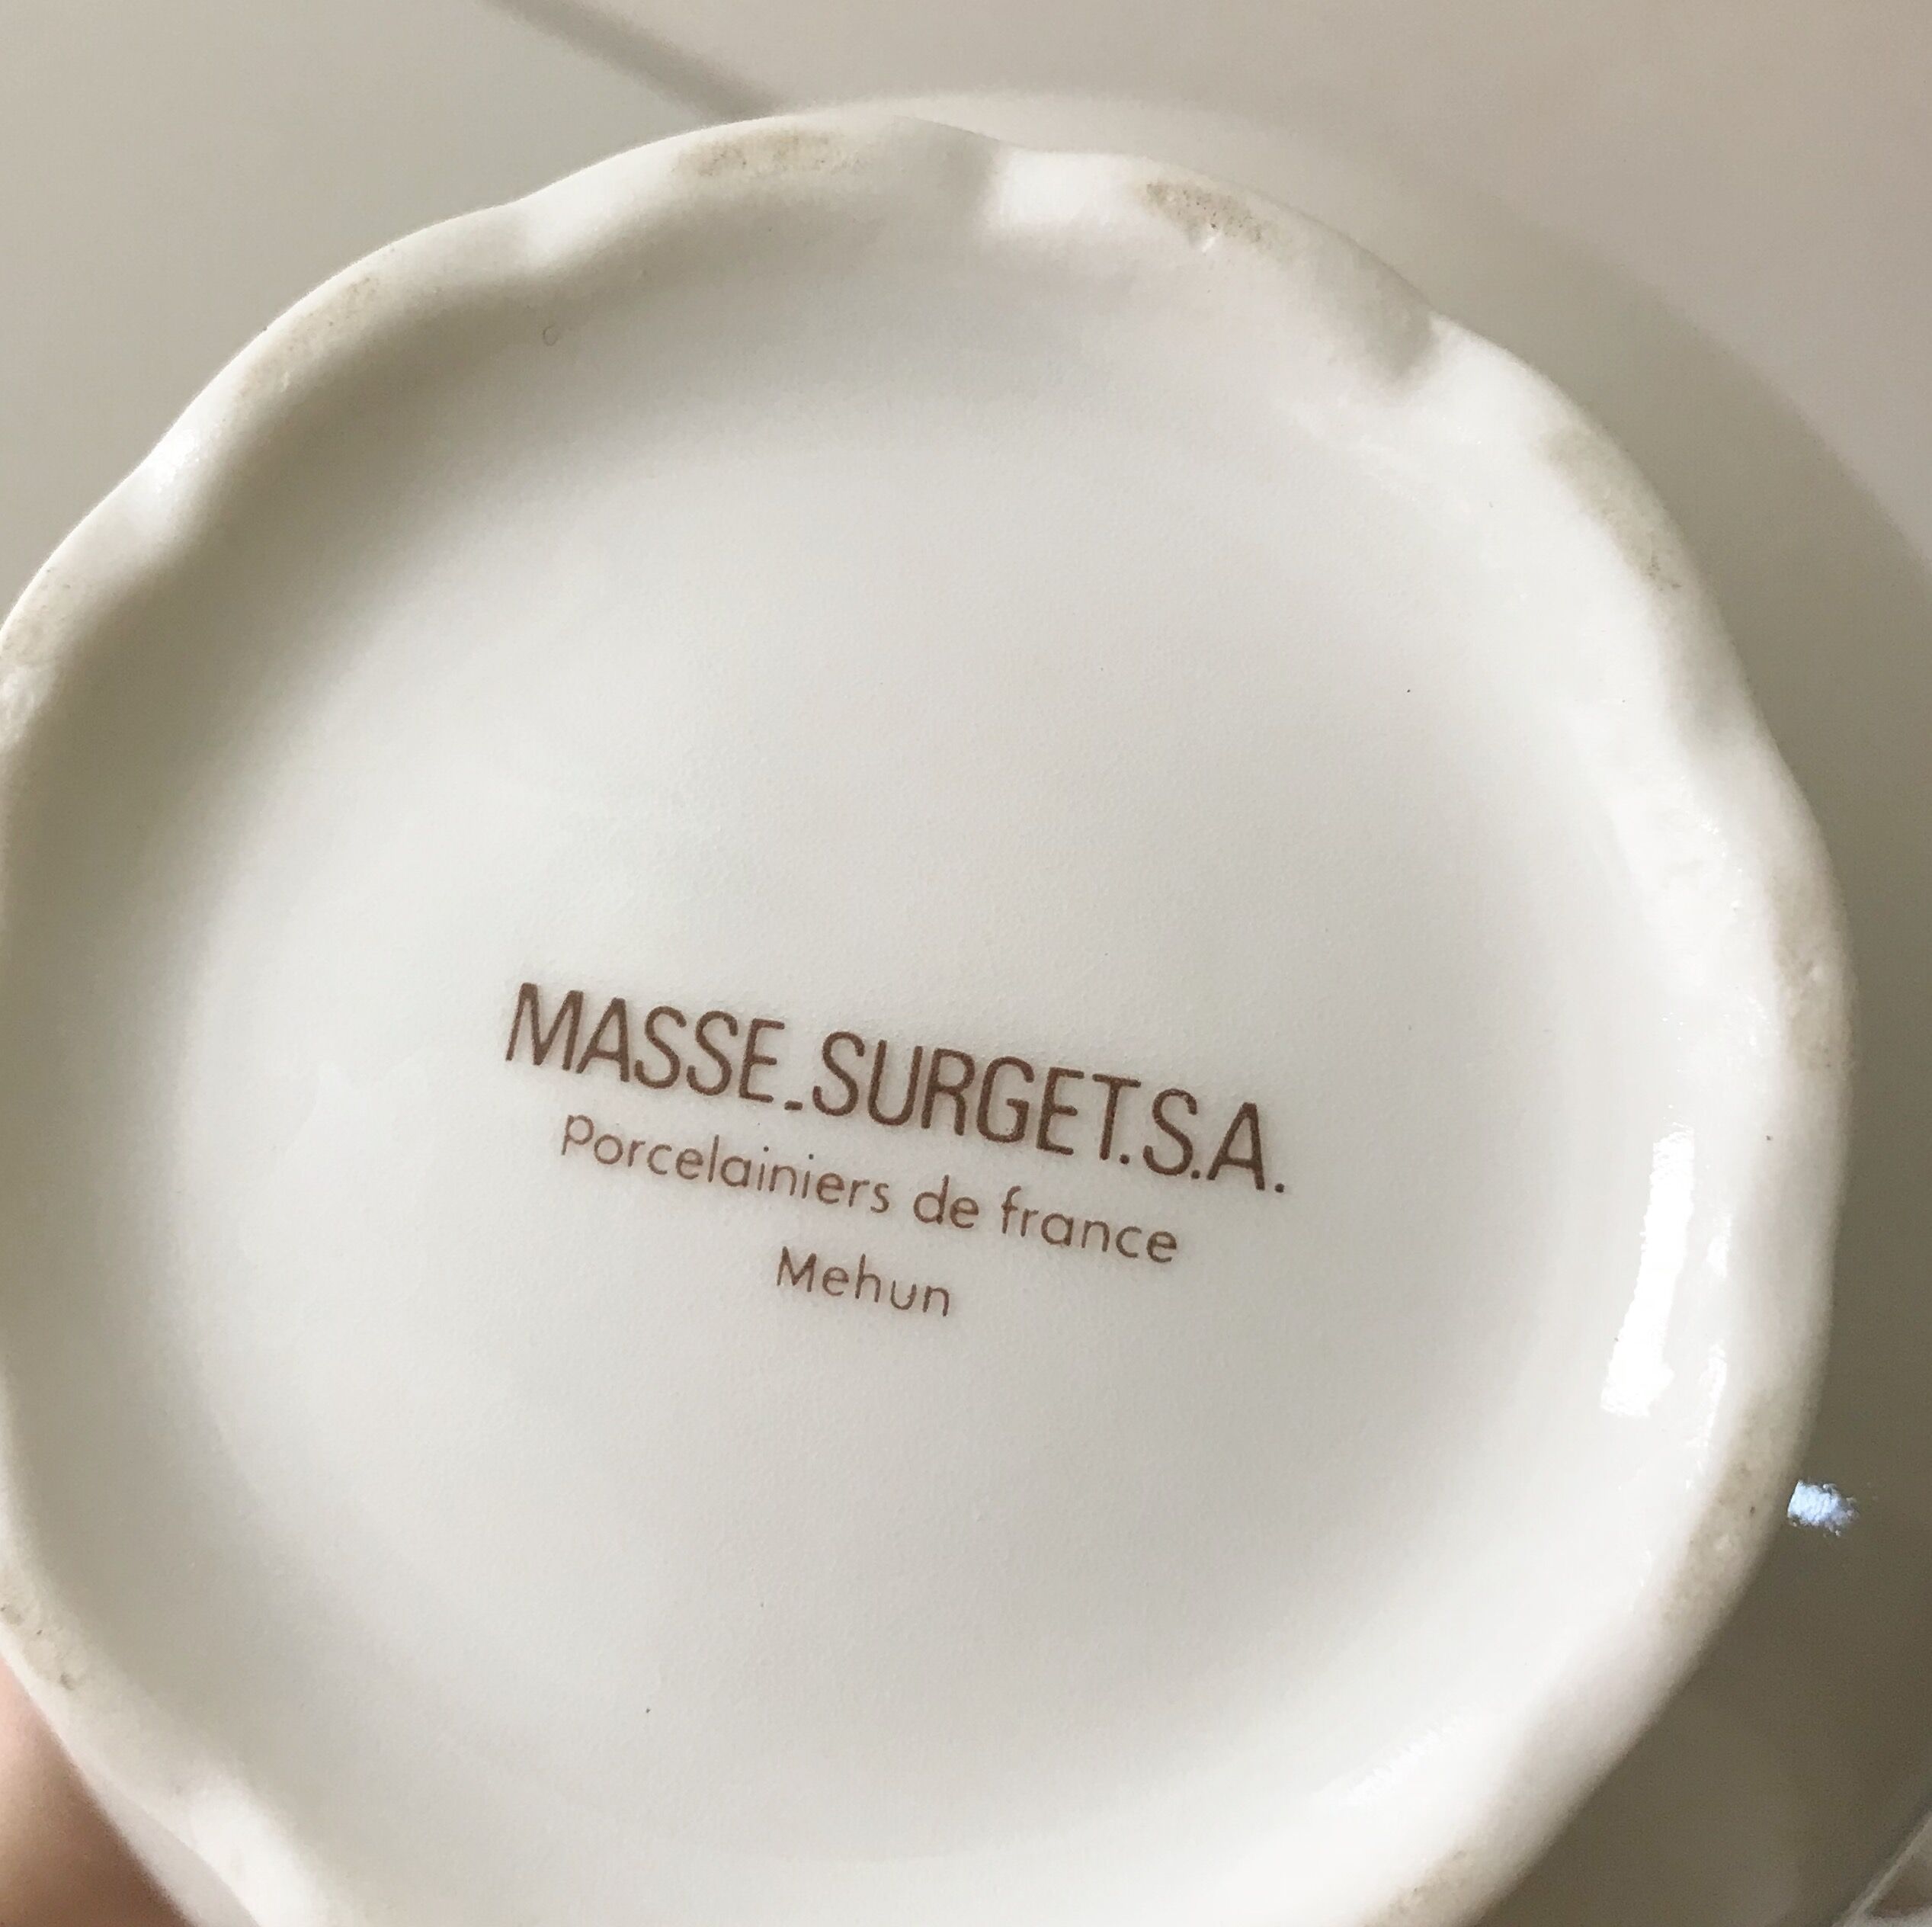 MASSE_SURGET.S.A.
Porcelainiers de france
Mehun